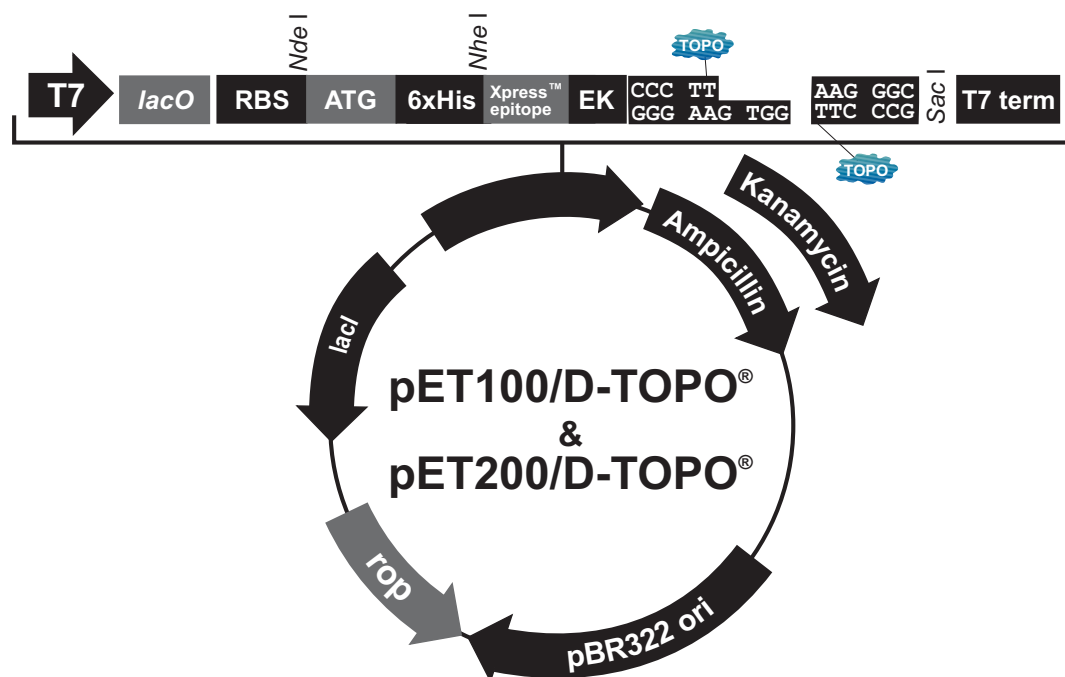 Nde I
Nhe I
TOPO
T7
lacO
RBS
ATG
6xHis
Xpress™
epitope
EK
CCC TT
GGG AAG TGG
AAG GGC
TTC CCG
Sac I
T7 term
TOPO
Kanamycin
Ampicillin
lacI
pET100/D-TOPO®
&
pET200/D-TOPO®
rop
pBR322 ori